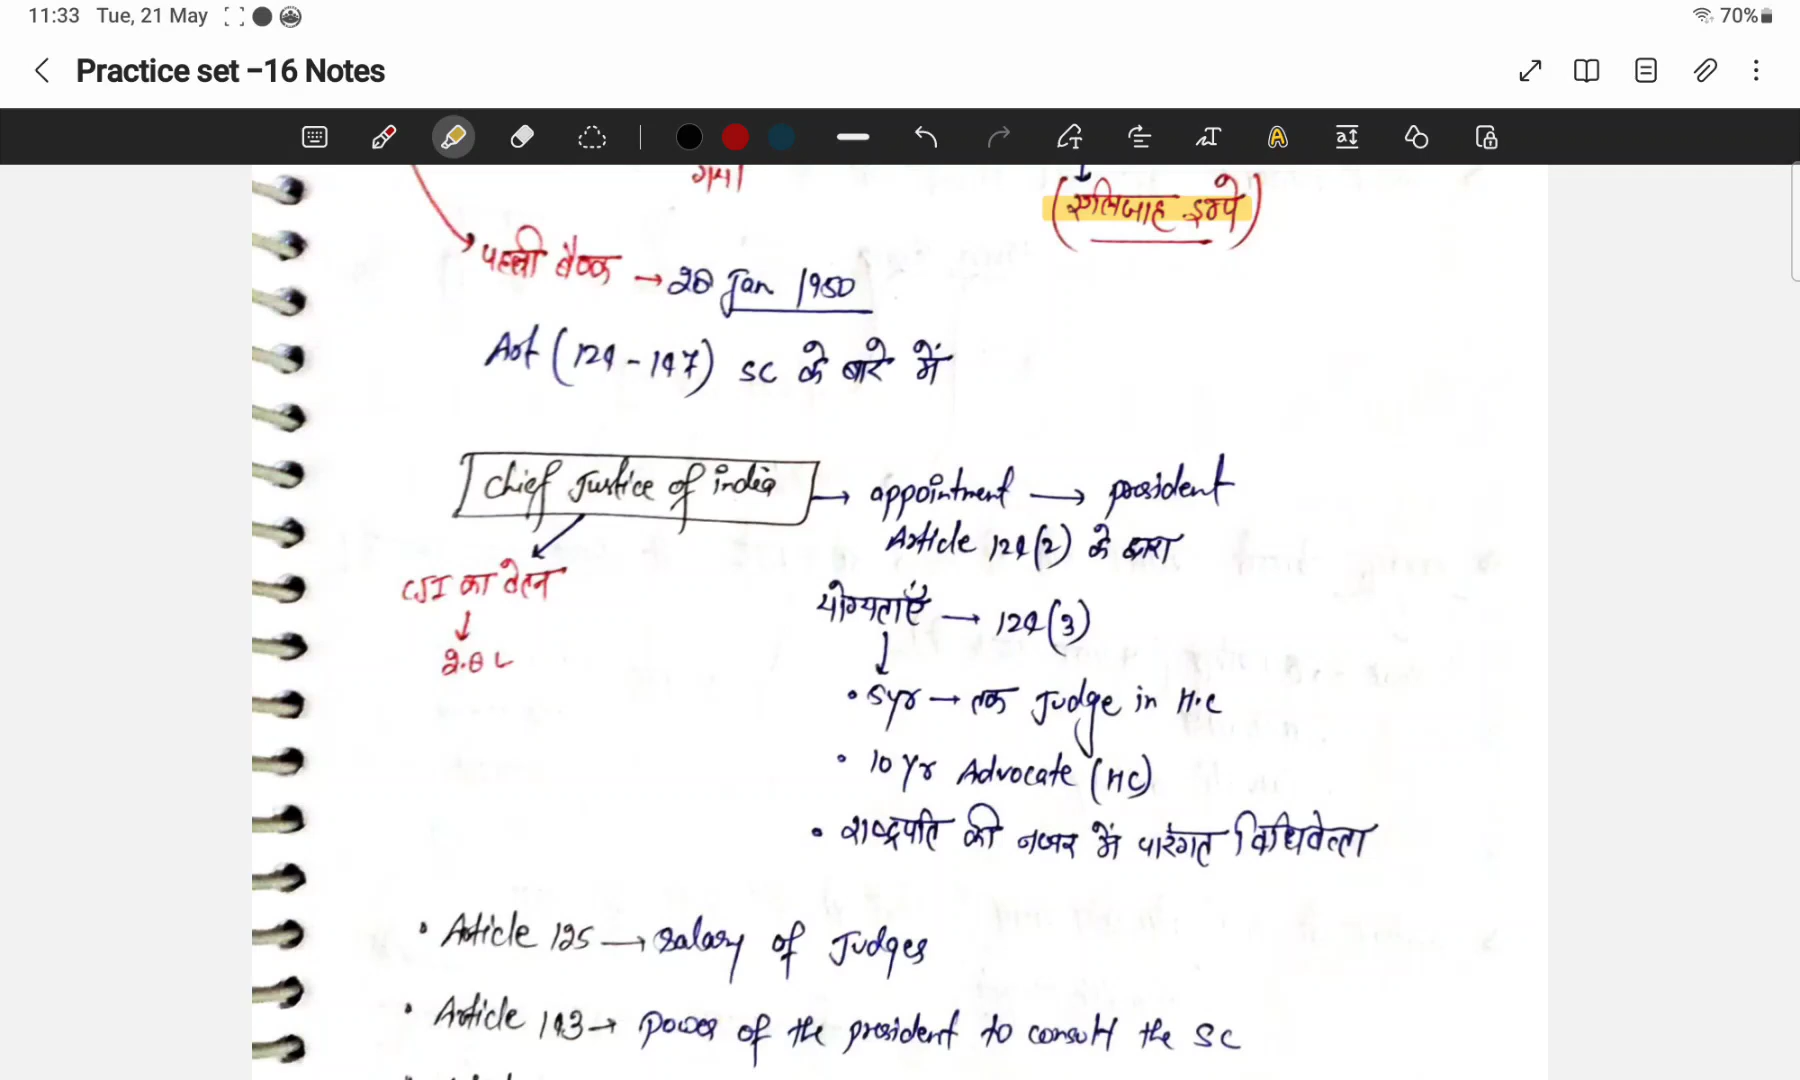 11:33 Tue, 21 May
70%
Practice set –16 Notes
गया
(एलिजाह इम्पे)
पहली बैठक → 28 Jan 1950
Art (124 - 147) SC के बारे में
Chief Justice of india → appointment → president
Article 124(2) के द्वारा
CJI का वेतन
↓
2.8 L
योग्यताएँ → 124(3)
• 5yr → तक Judge in H.C
• 10 Yr Advocate (HC)
• राष्ट्रपति की नजर में पारंगत विधिवेत्ता
• Article 125 → salary of Judges
• Article 143 → power of the president to consult the SC